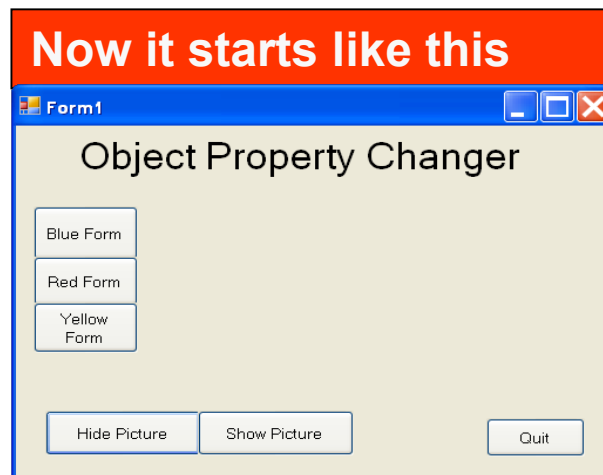 Now it starts like this
Form1
Object Property Changer
Blue Form
Red Form
Yellow
Form
Hide Picture
Show Picture
Quit